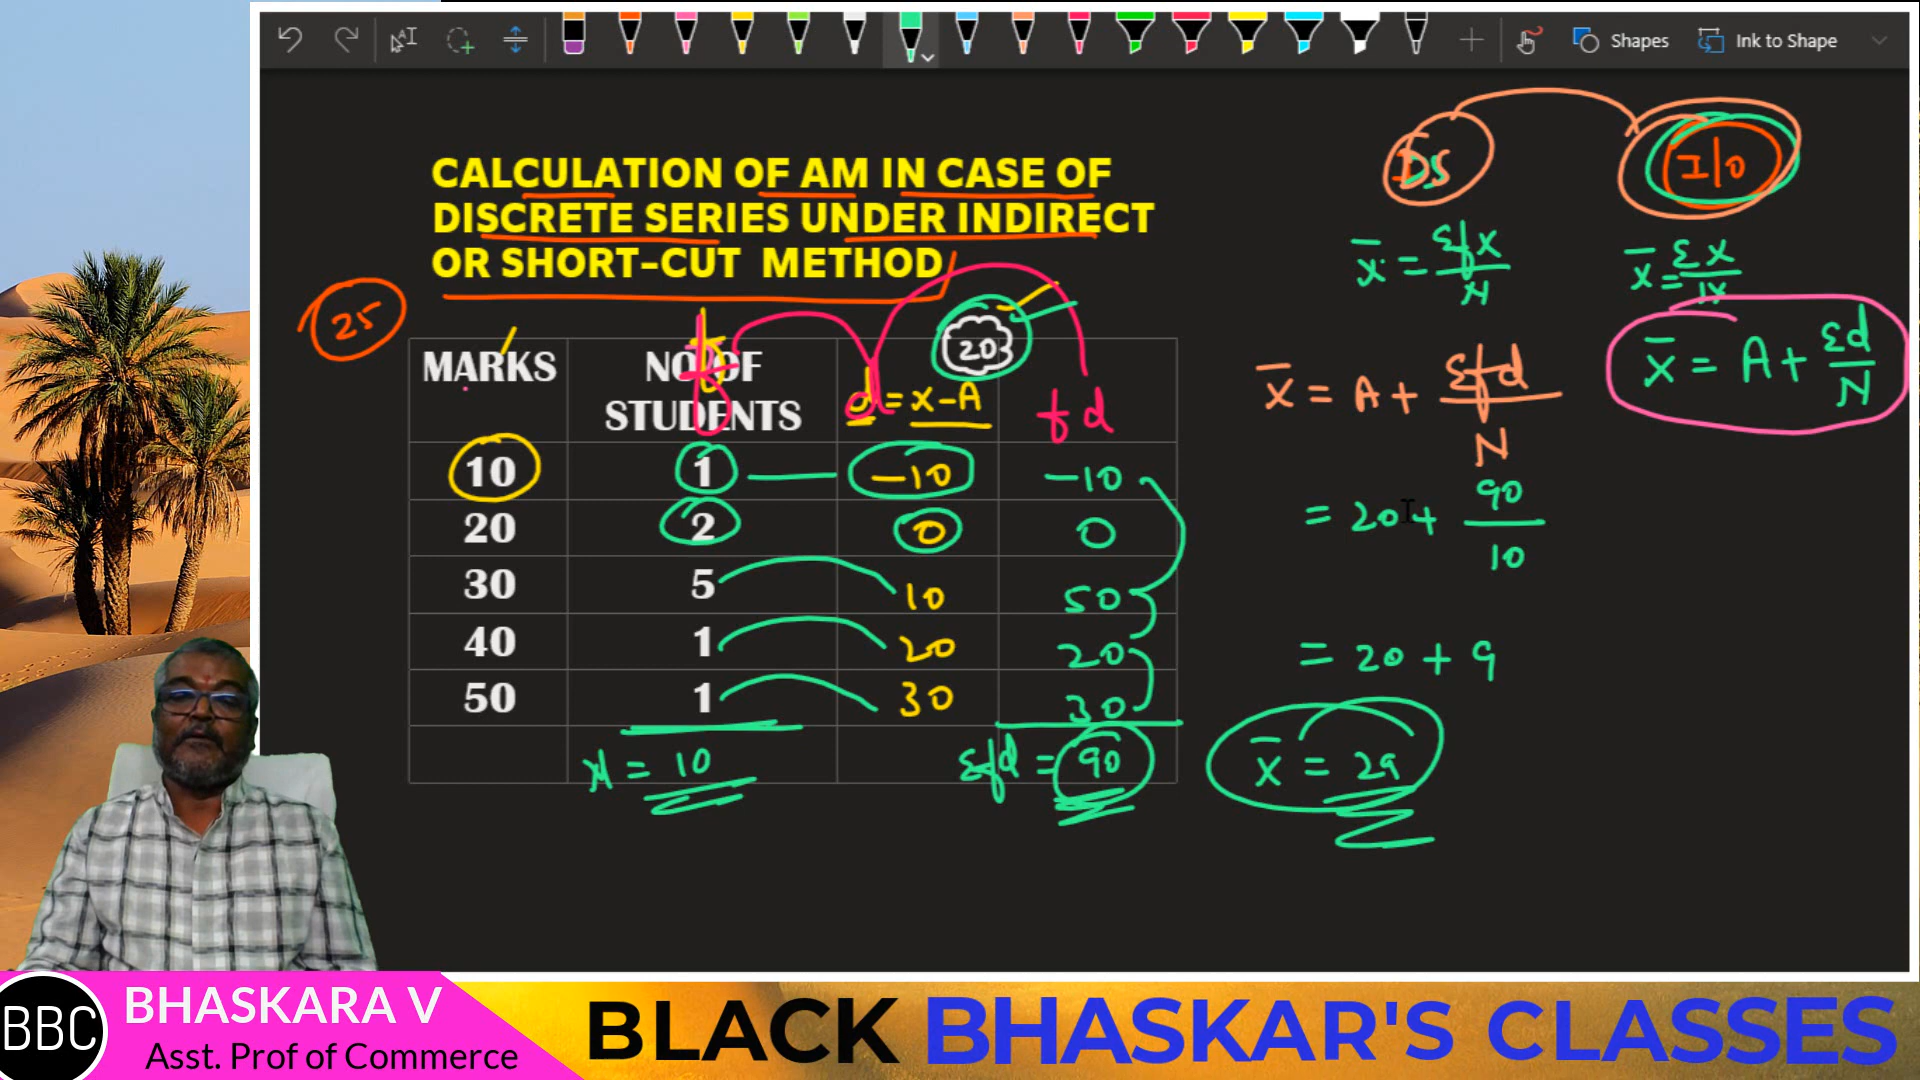 Shapes
Ink to Shape
CALCULATION OF AM IN CASE OF
DISCRETE SERIES UNDER INDIRECT
OR SHORT-CUT METHOD
25
DS
I/0
x̄ = ΣfX / N
x̄ = ΣX / N
x̄ = A + Σfd / N
x̄ = A + Σd / N
MARKS NO OF STUDENTS f 20 d = x-A fd
10 1 -10 -10
20 2 0 0
30 5 10 50
40 1 20 20
50 1 30 30
N = 10 Σfd = 90
= 20 + 90 / 10
= 20 + 9
x̄ = 29
BBC
BHASKARA V
Asst. Prof of Commerce
BLACK BHASKAR'S CLASSES